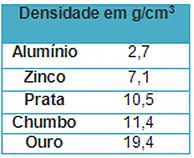 Densidade em g/cm³
Alumínio 2,7
Zinco 7,1
Prata 10,5
Chumbo 11,4
Ouro 19,4